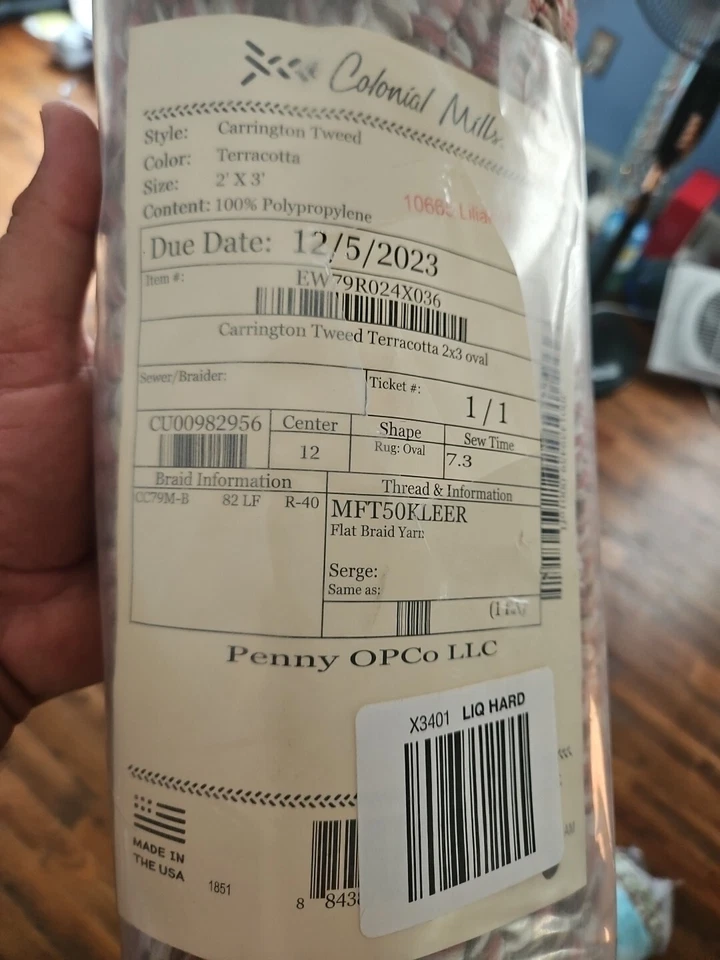 Colonial Mills
Style: Carrington Tweed
Color: Terracotta
Size: 2' X 3'
Content: 100% Polypropylene
Due Date: 12/5/2023
Item #:
EW79R024X036
Carrington Tweed Terracotta 2x3 oval
Sewer/Braider:
Ticket #:
1/1
CU00982956 Center Shape Sew Time
12 Rug: Oval 7.3
Braid Information Thread & Information
CC79M-B 82 LF R-40 MFT50KLEER
Flat Braid Yarn:
Serge:
Same as:
Penny OPCo LLC
X3401 LIQ HARD
MADE IN
THE USA
1851
8 843